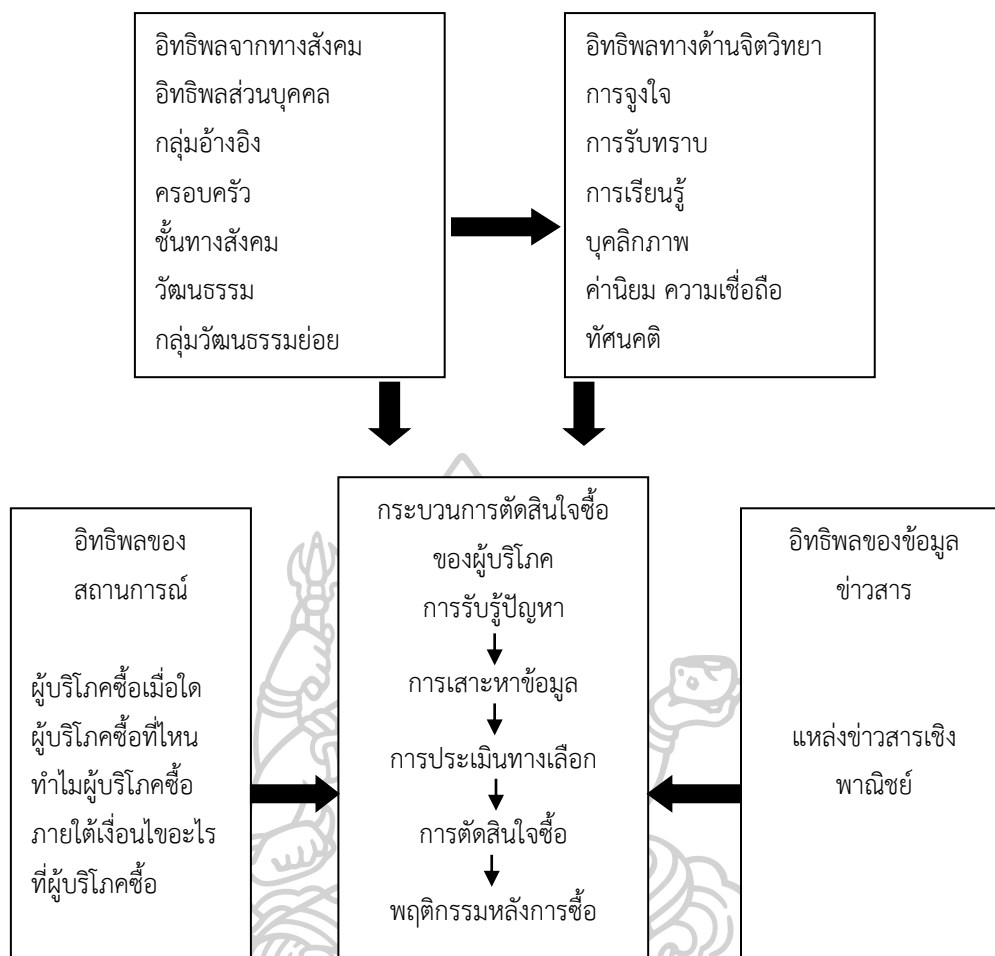 อิทธิพลจากทางสังคม
อิทธิพลส่วนบุคคล
กลุ่มอ้างอิง
ครอบครัว
ชั้นทางสังคม
วัฒนธรรม
กลุ่มวัฒนธรรมย่อย
อิทธิพลทางด้านจิตวิทยา
การจูงใจ
การรับทราบ
การเรียนรู้
บุคลิกภาพ
ค่านิยม ความเชื่อถือ
ทัศนคติ
อิทธิพลของ
สถานการณ์
ผู้บริโภคซื้อเมื่อใด
ผู้บริโภคซื้อที่ไหน
ทำไมผู้บริโภคซื้อ
ภายใต้เงื่อนไขอะไร
ที่ผู้บริโภคซื้อ
กระบวนการตัดสินใจซื้อ
ของผู้บริโภค
การรับรู้ปัญหา
การเสาะหาข้อมูล
การประเมินทางเลือก
การตัดสินใจซื้อ
พฤติกรรมหลังการซื้อ
อิทธิพลของข้อมูล
ข่าวสาร
แหล่งข่าวสารเชิง
พาณิชย์